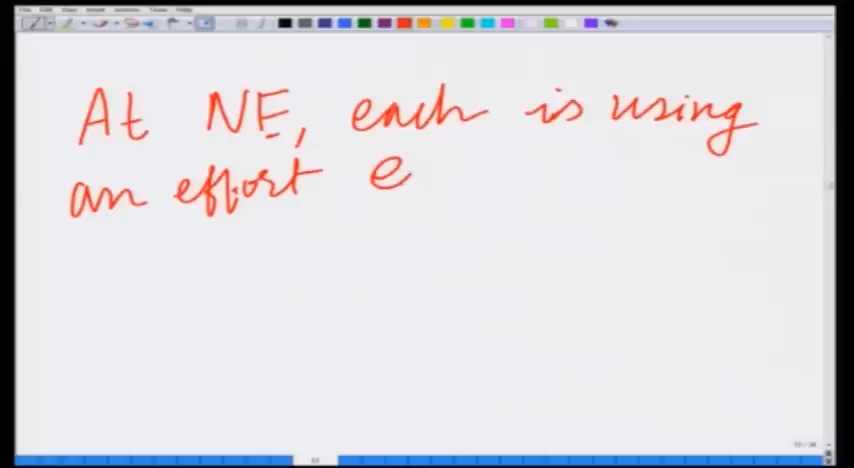 At NE, each is using
an effort e